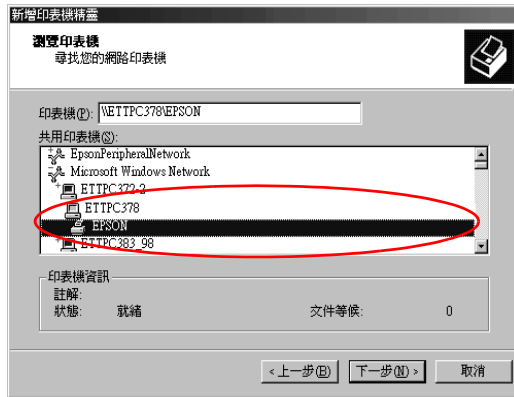 新增印表機精靈
瀏覽印表機
尋找您的網路印表機
印表機(P): \\ETTPC378\EPSON
共用印表機(S):
EpsonPeripheralNetwork
Microsoft Windows Network
ETTPC372-2
ETTPC378
EPSON
ETTPC383_98
印表機資訊
註解:
狀態: 就緒 文件等候: 0
<上一步(B) 下一步(N)> 取消